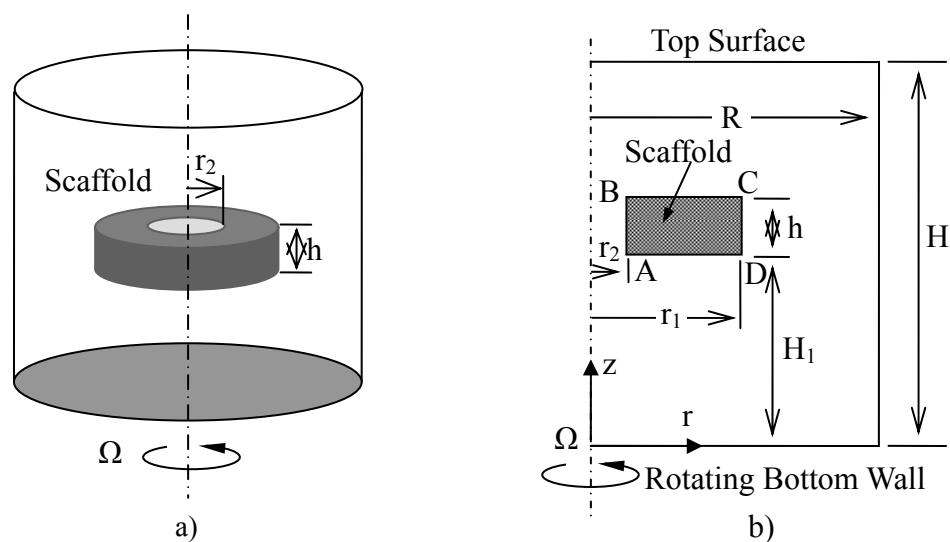 r₂
Scaffold
h
Ω
a)
Top Surface
R
Scaffold
B
C
h
H
r₂
A
D
r₁
H₁
z
r
Ω
Rotating Bottom Wall
b)